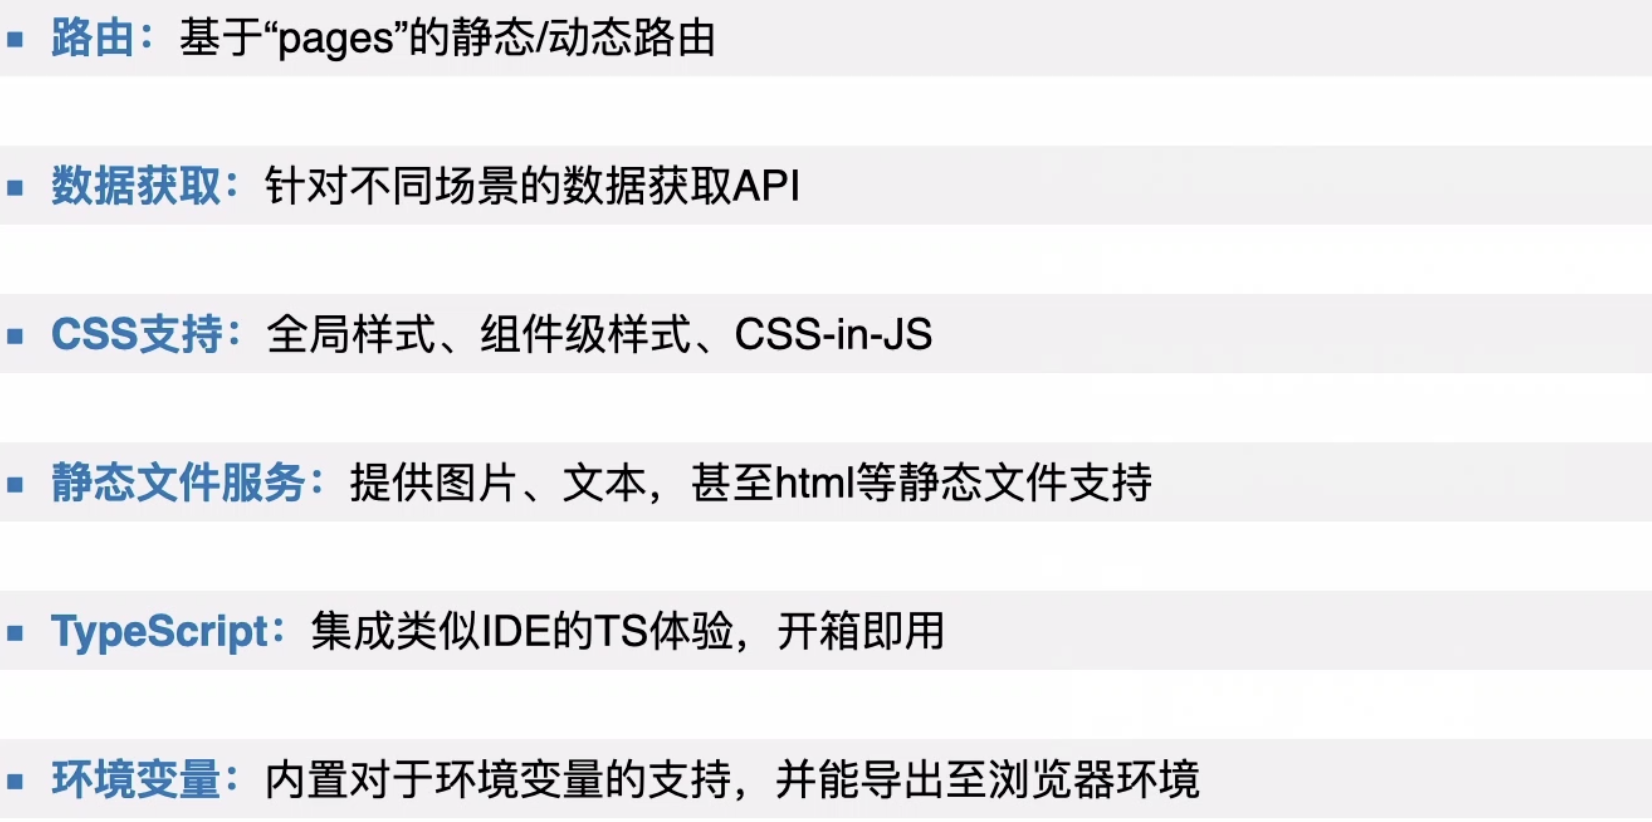 ▪ 路由：基于“pages”的静态/动态路由
▪ 数据获取：针对不同场景的数据获取API
▪ CSS支持：全局样式、组件级样式、CSS-in-JS
▪ 静态文件服务：提供图片、文本，甚至html等静态文件支持
▪ TypeScript：集成类似IDE的TS体验，开箱即用
▪ 环境变量：内置对于环境变量的支持，并能导出至浏览器环境